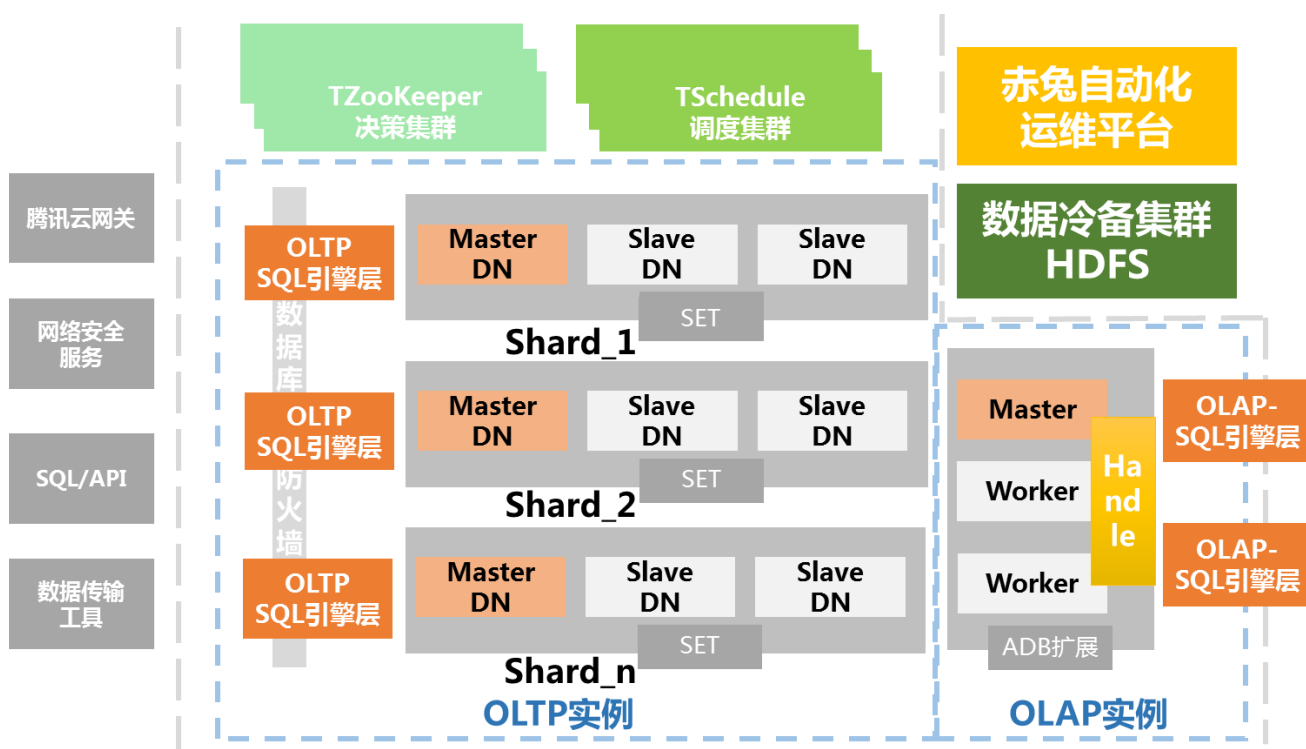 TZooKeeper
决策集群
TSchedule
调度集群
赤兔自动化
运维平台
数据冷备集群
HDFS
腾讯云网关
网络安全
服务
SQL/API
数据传输
工具
数
据
库
防
火
墙
OLTP
SQL引擎层
Master
DN
Slave
DN
Slave
DN
SET
Shard_1
OLTP
SQL引擎层
Master
DN
Slave
DN
Slave
DN
SET
Shard_2
OLTP
SQL引擎层
Master
DN
Slave
DN
Slave
DN
SET
Shard_n
OLTP实例
Master
Worker
Worker
Ha
nd
le
ADB扩展
OLAP-
SQL引擎层
OLAP-
SQL引擎层
OLAP实例